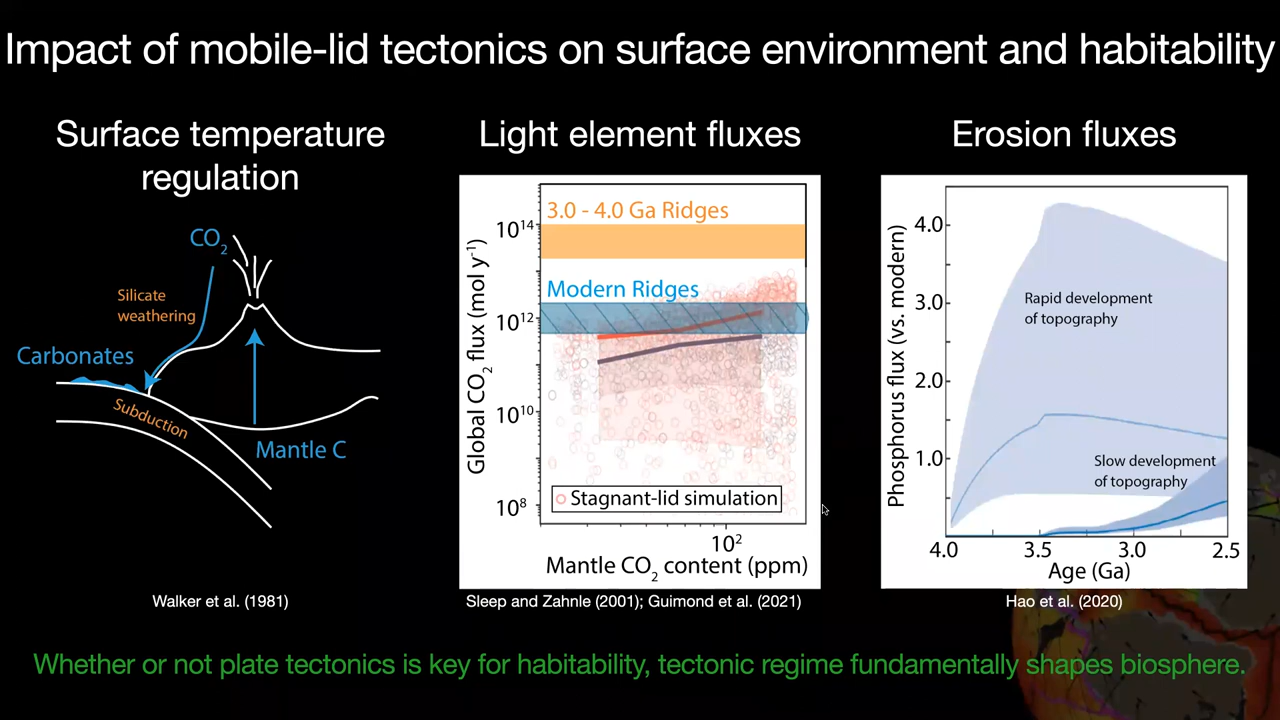 Impact of mobile-lid tectonics on surface environment and habitability
Surface temperature
regulation
CO2
Silicate
weathering
Carbonates
Subduction
Mantle C
Walker et al. (1981)
Light element fluxes
3.0 - 4.0 Ga Ridges
Modern Ridges
Global CO2 flux (mol y-1)
10^14
10^12
10^10
10^8
Stagnant-lid simulation
10^2
Mantle CO2 content (ppm)
Sleep and Zahnle (2001); Guimond et al. (2021)
Erosion fluxes
Phosphorus flux (vs. modern)
4.0
3.0
2.0
1.0
Rapid development
of topography
Slow development
of topography
4.0 3.5 3.0 2.5
Age (Ga)
Hao et al. (2020)
Whether or not plate tectonics is key for habitability, tectonic regime fundamentally shapes biosphere.